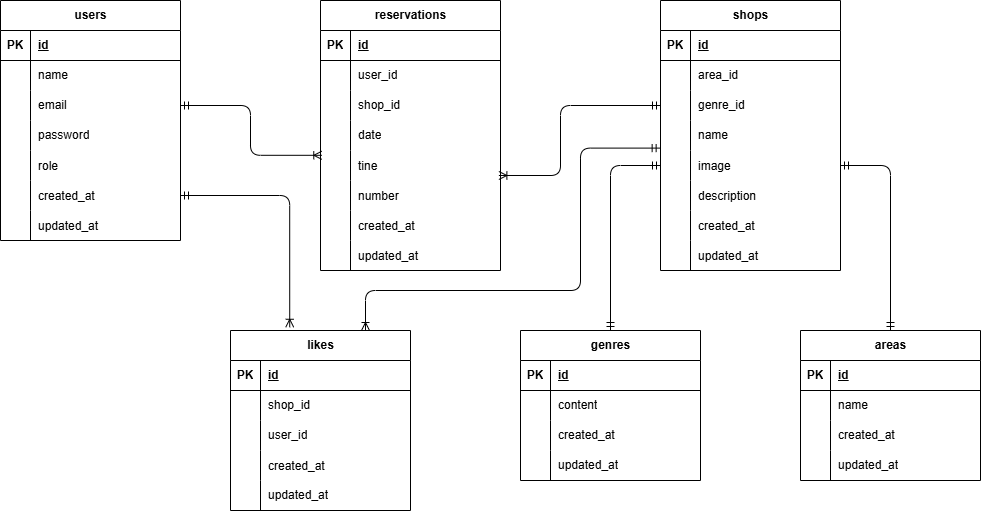 users
PK id
name
email
password
role
created_at
updated_at
reservations
PK id
user_id
shop_id
date
tine
number
created_at
updated_at
shops
PK id
area_id
genre_id
name
image
description
created_at
updated_at
likes
PK id
shop_id
user_id
created_at
updated_at
genres
PK id
content
created_at
updated_at
areas
PK id
name
created_at
updated_at